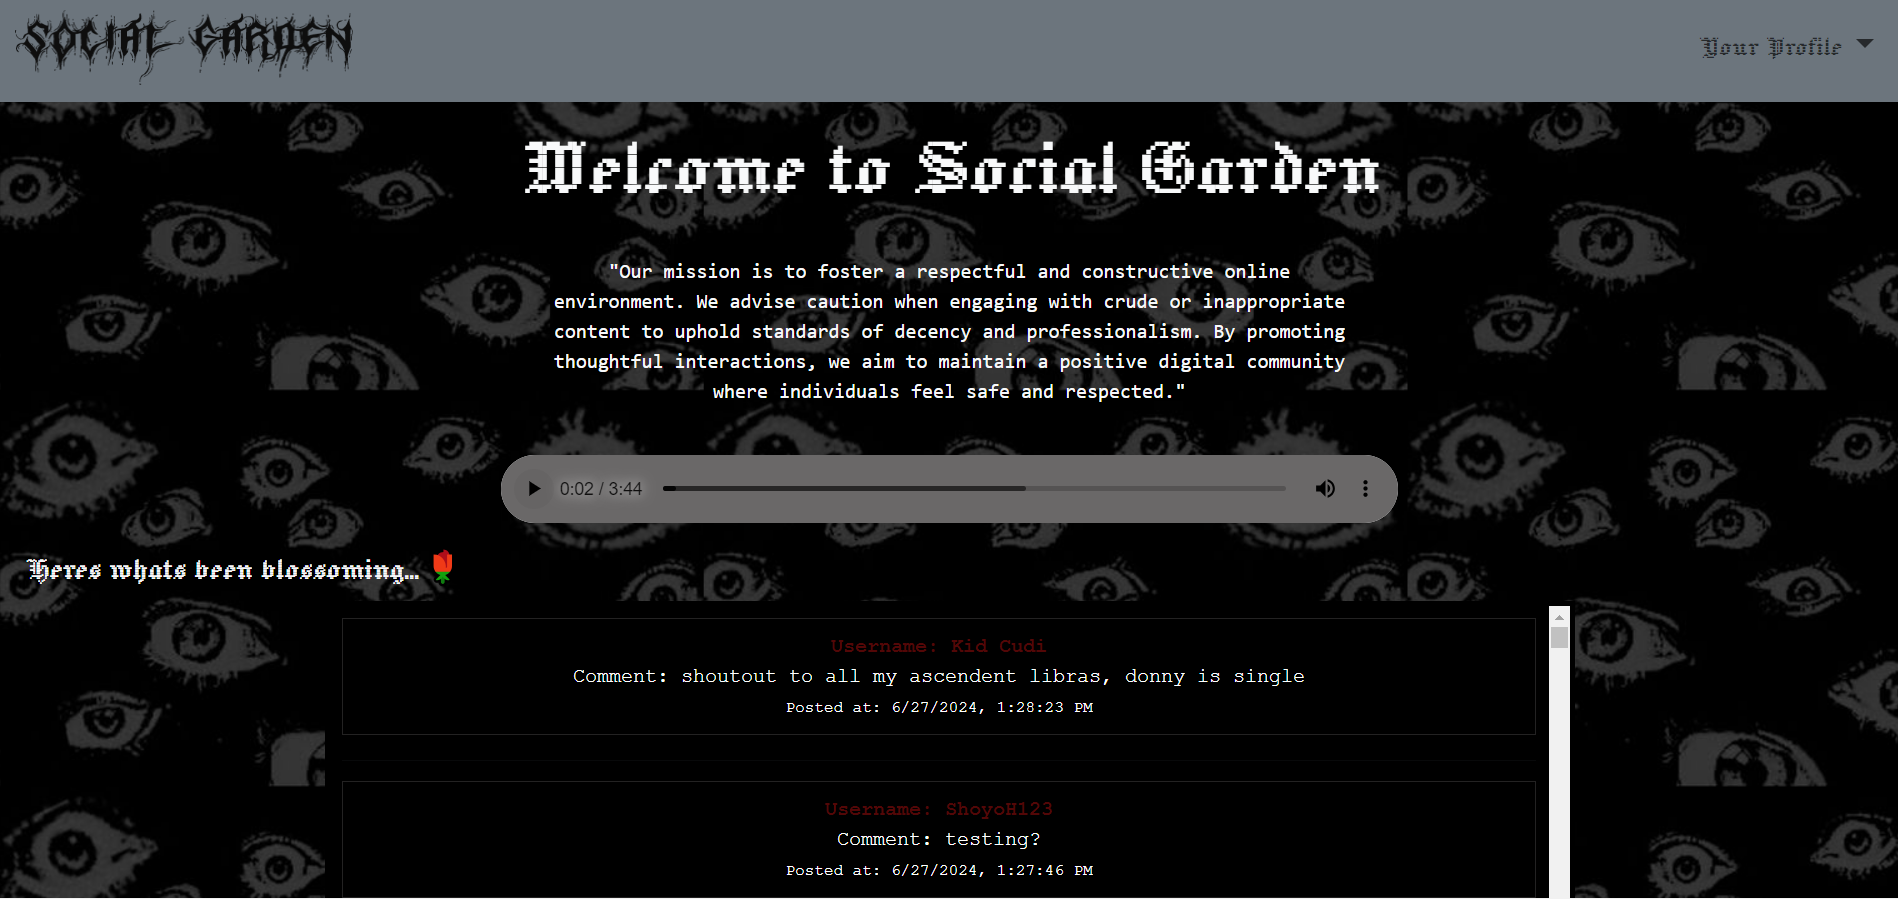 SOCIAL GARDEN
Your Profile
Welcome to Social Garden
"Our mission is to foster a respectful and constructive online
environment. We advise caution when engaging with crude or inappropriate
content to uphold standards of decency and professionalism. By promoting
thoughtful interactions, we aim to maintain a positive digital community
where individuals feel safe and respected."
0:02 / 3:44
Heres whats been blossoming... 🌹
Username: Kid Cudi
Comment: shoutout to all my ascendent libras, donny is single
Posted at: 6/27/2024, 1:28:23 PM
Username: ShoyoH123
Comment: testing?
Posted at: 6/27/2024, 1:27:46 PM